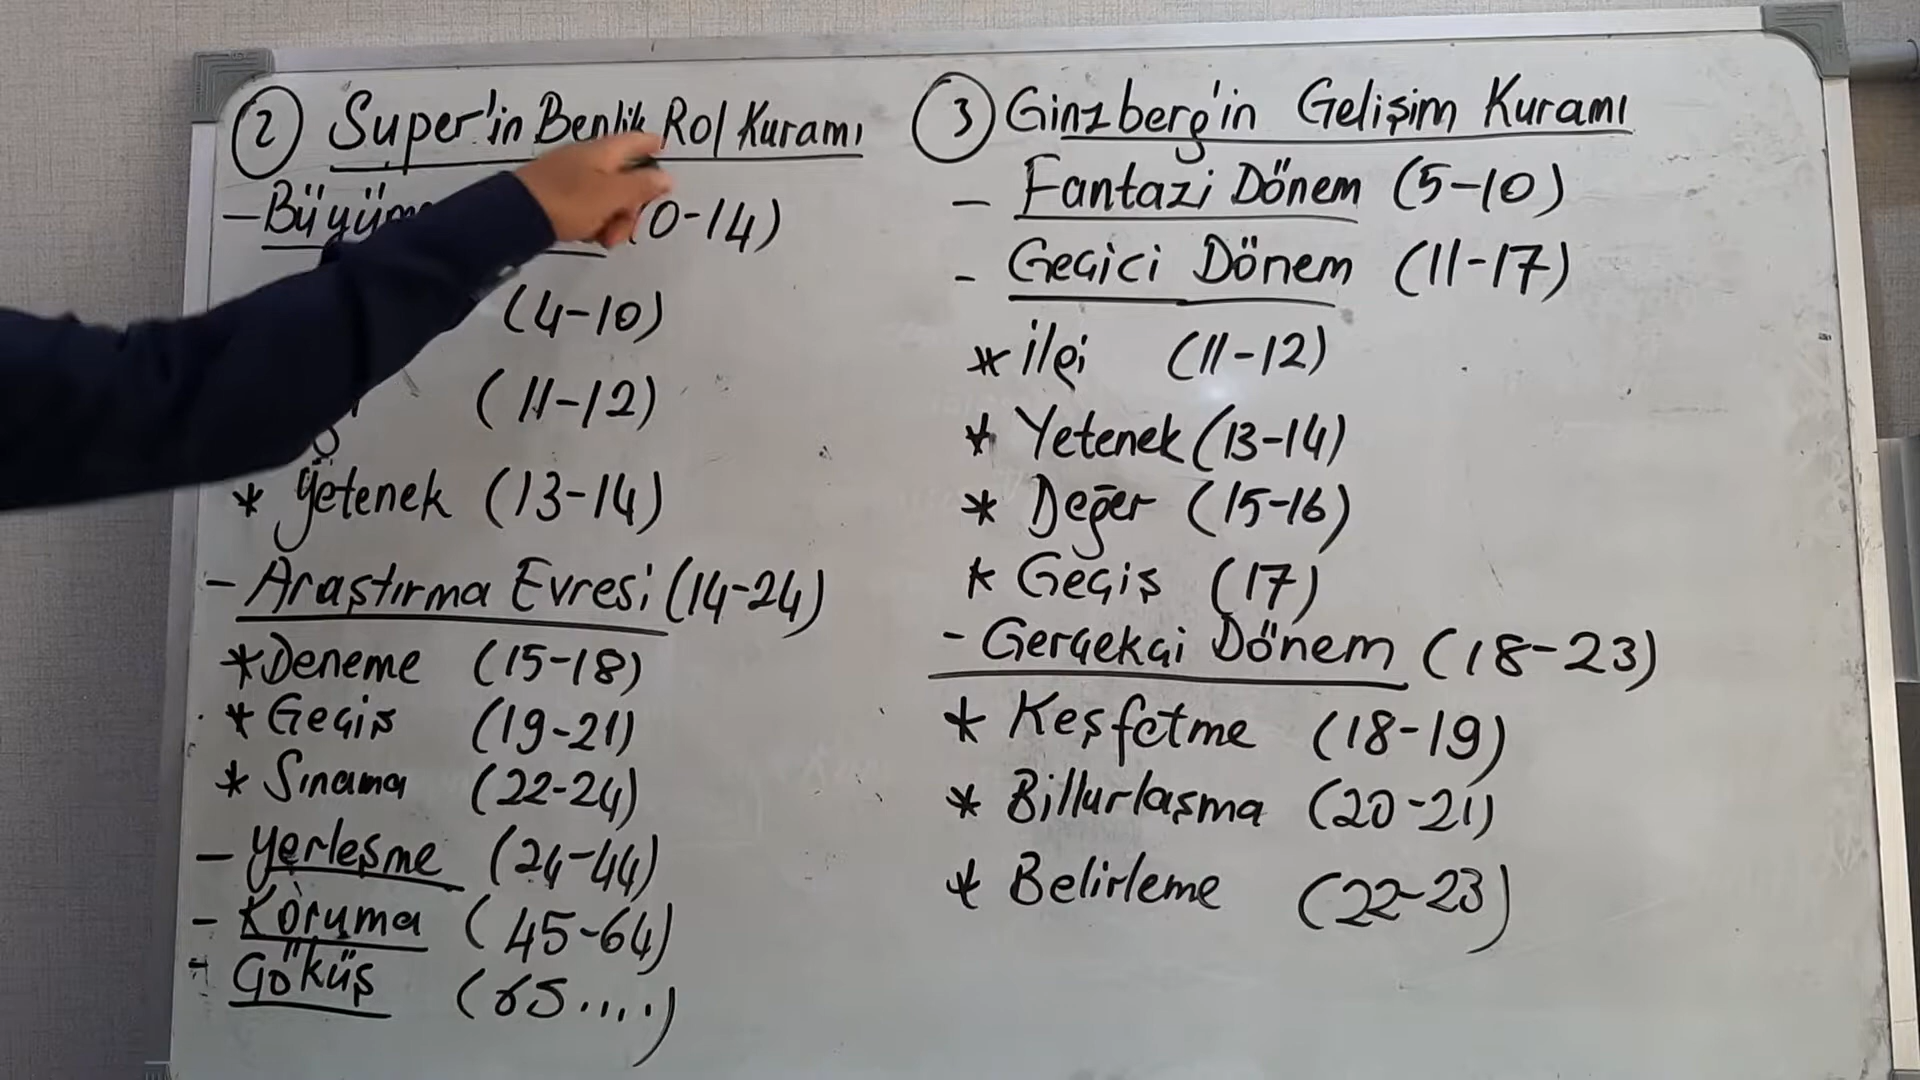 2 Super'in Benlik Rol Kuramı
- Büyüme (0-14)
(4-10)
(11-12)
* Yetenek (13-14)
- Araştırma Evresi (14-24)
* Deneme (15-18)
* Geçiş (19-21)
* Sınama (22-24)
- Yerleşme (24-44)
- Koruma (45-64)
- Çöküş (65....)
3 Ginzberg'in Gelişim Kuramı
- Fantazi Dönem (5-10)
- Geçici Dönem (11-17)
* İlgi (11-12)
* Yetenek (13-14)
* Değer (15-16)
* Geçiş (17)
- Gerçekçi Dönem (18-23)
* Keşfetme (18-19)
* Billurlaşma (20-21)
* Belirleme (22-23)